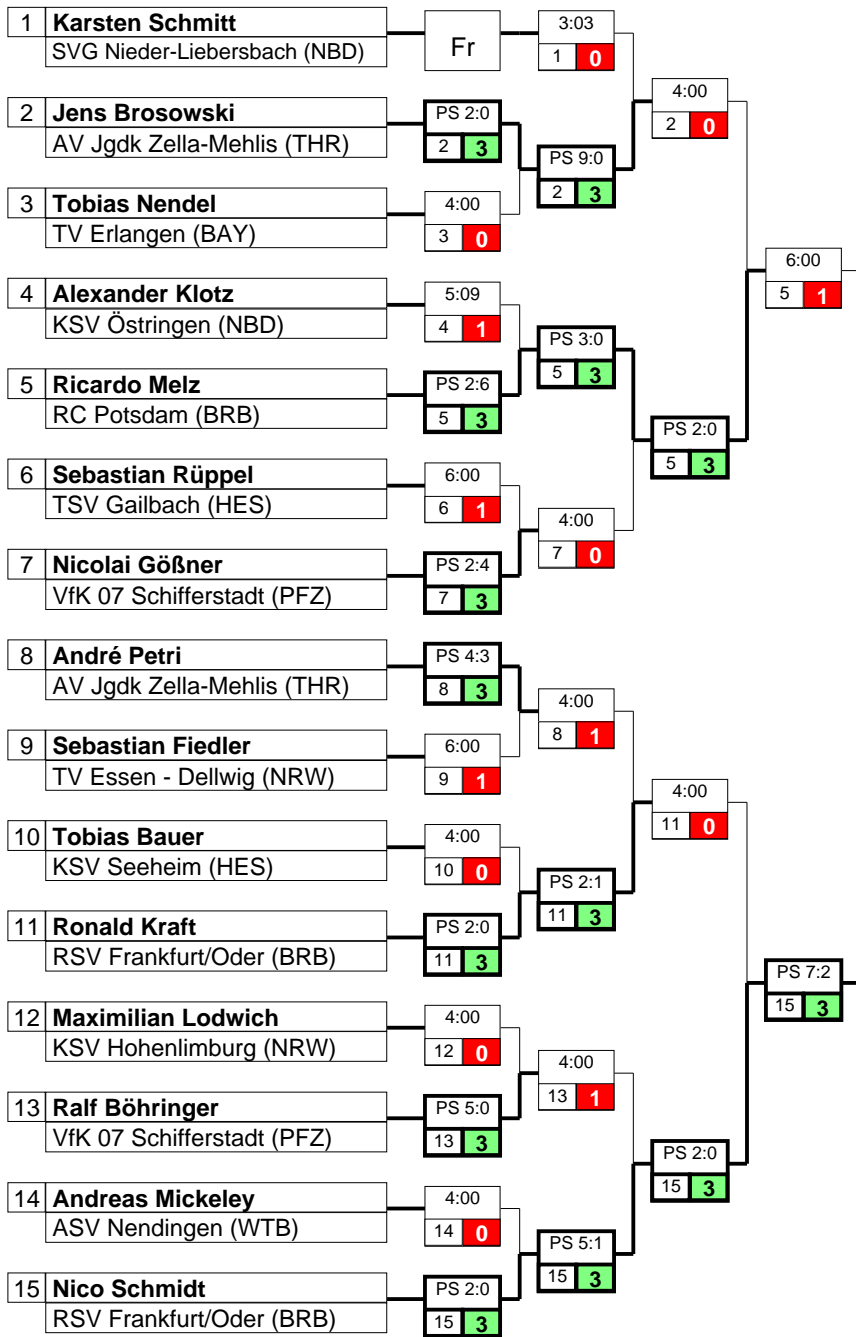 1 Karsten Schmitt
SVG Nieder-Liebersbach (NBD)
Fr
3:03
1 0
4:00
2 0
2 Jens Brosowski
AV Jgdk Zella-Mehlis (THR)
PS 2:0
2 3
PS 9:0
2 3
3 Tobias Nendel
TV Erlangen (BAY)
4:00
3 0
6:00
5 1
4 Alexander Klotz
KSV Östringen (NBD)
5:09
4 1
PS 3:0
5 3
5 Ricardo Melz
RC Potsdam (BRB)
PS 2:6
5 3
PS 2:0
5 3
6 Sebastian Rüppel
TSV Gailbach (HES)
6:00
6 1
4:00
7 0
7 Nicolai Gößner
VfK 07 Schifferstadt (PFZ)
PS 2:4
7 3
8 André Petri
AV Jgdk Zella-Mehlis (THR)
PS 4:3
8 3
4:00
8 1
9 Sebastian Fiedler
TV Essen - Dellwig (NRW)
6:00
9 1
4:00
11 0
10 Tobias Bauer
KSV Seeheim (HES)
4:00
10 0
PS 2:1
11 3
11 Ronald Kraft
RSV Frankfurt/Oder (BRB)
PS 2:0
11 3
PS 7:2
15 3
12 Maximilian Lodwich
KSV Hohenlimburg (NRW)
4:00
12 0
4:00
13 1
13 Ralf Böhringer
VfK 07 Schifferstadt (PFZ)
PS 5:0
13 3
PS 2:0
15 3
14 Andreas Mickeley
ASV Nendingen (WTB)
4:00
14 0
PS 5:1
15 3
15 Nico Schmidt
RSV Frankfurt/Oder (BRB)
PS 2:0
15 3